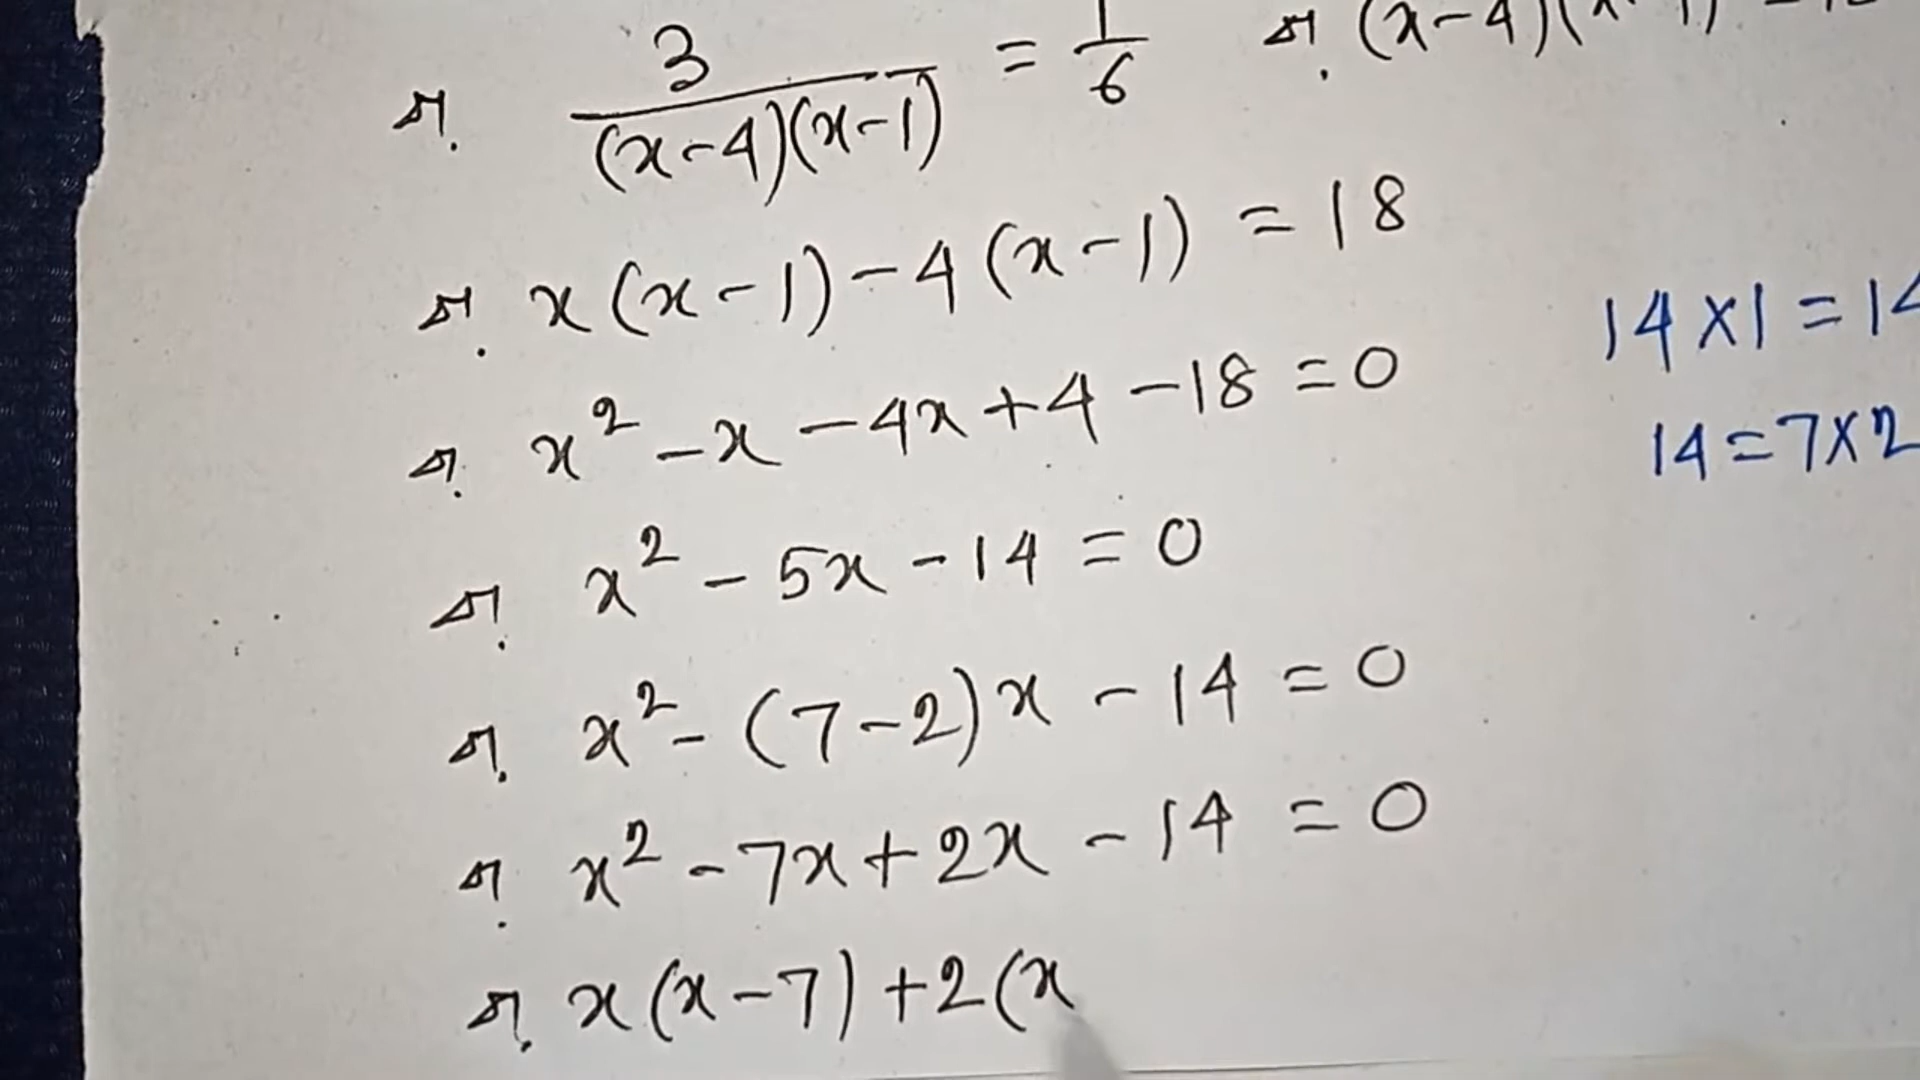 বা, 3/((x-4)(x-1)) = 1/6 বা, (x-4)(x-1)
বা, x(x-1)-4(x-1) = 18
বা, x² -x -4x +4 -18 =0
বা, x² - 5x -14 = 0
বা, x² - (7-2)x - 14 = 0
বা, x² - 7x + 2x - 14 = 0
বা, x(x-7) +2(x
14×1=14
14=7×2